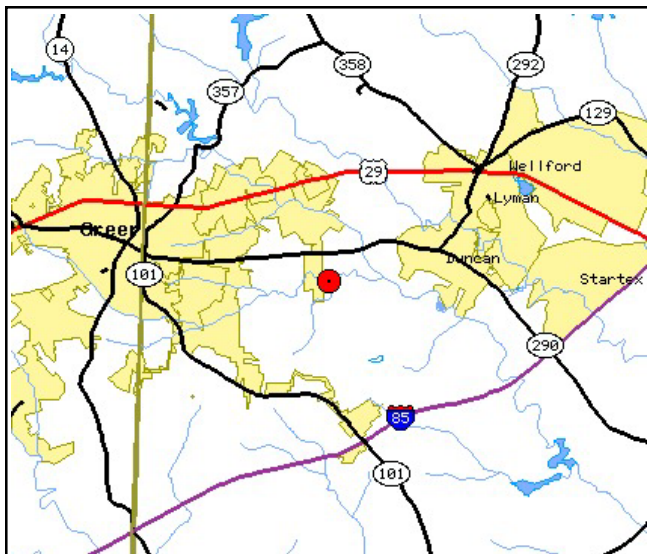 14
358
292
357
129
29
Wellford
Lyman
Greer
Duncan
101
Startex
290
85
101